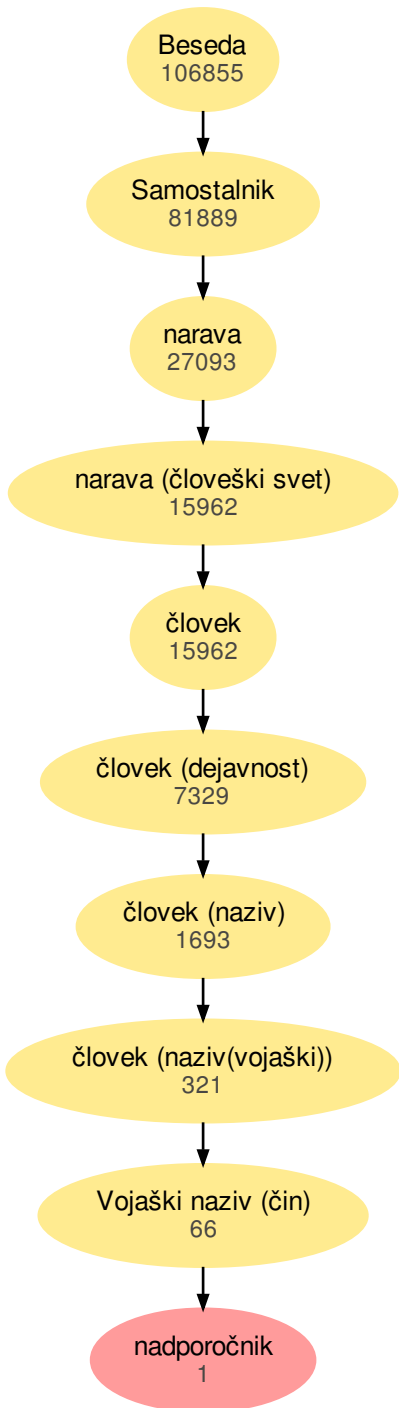 Beseda
106855
Samostalnik
81889
narava
27093
narava (človeški svet)
15962
človek
15962
človek (dejavnost)
7329
človek (naziv)
1693
človek (naziv(vojaški))
321
Vojaški naziv (čin)
66
nadporočnik
1